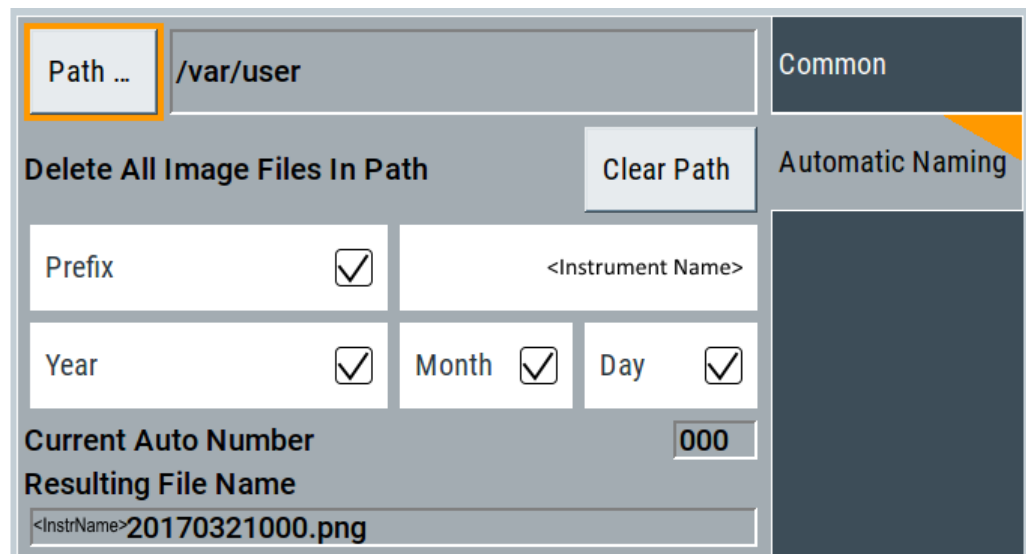 Path ...
/var/user
Common
Delete All Image Files In Path
Clear Path
Automatic Naming
Prefix
<Instrument Name>
Year
Month
Day
Current Auto Number
000
Resulting File Name
<InstrName>20170321000.png